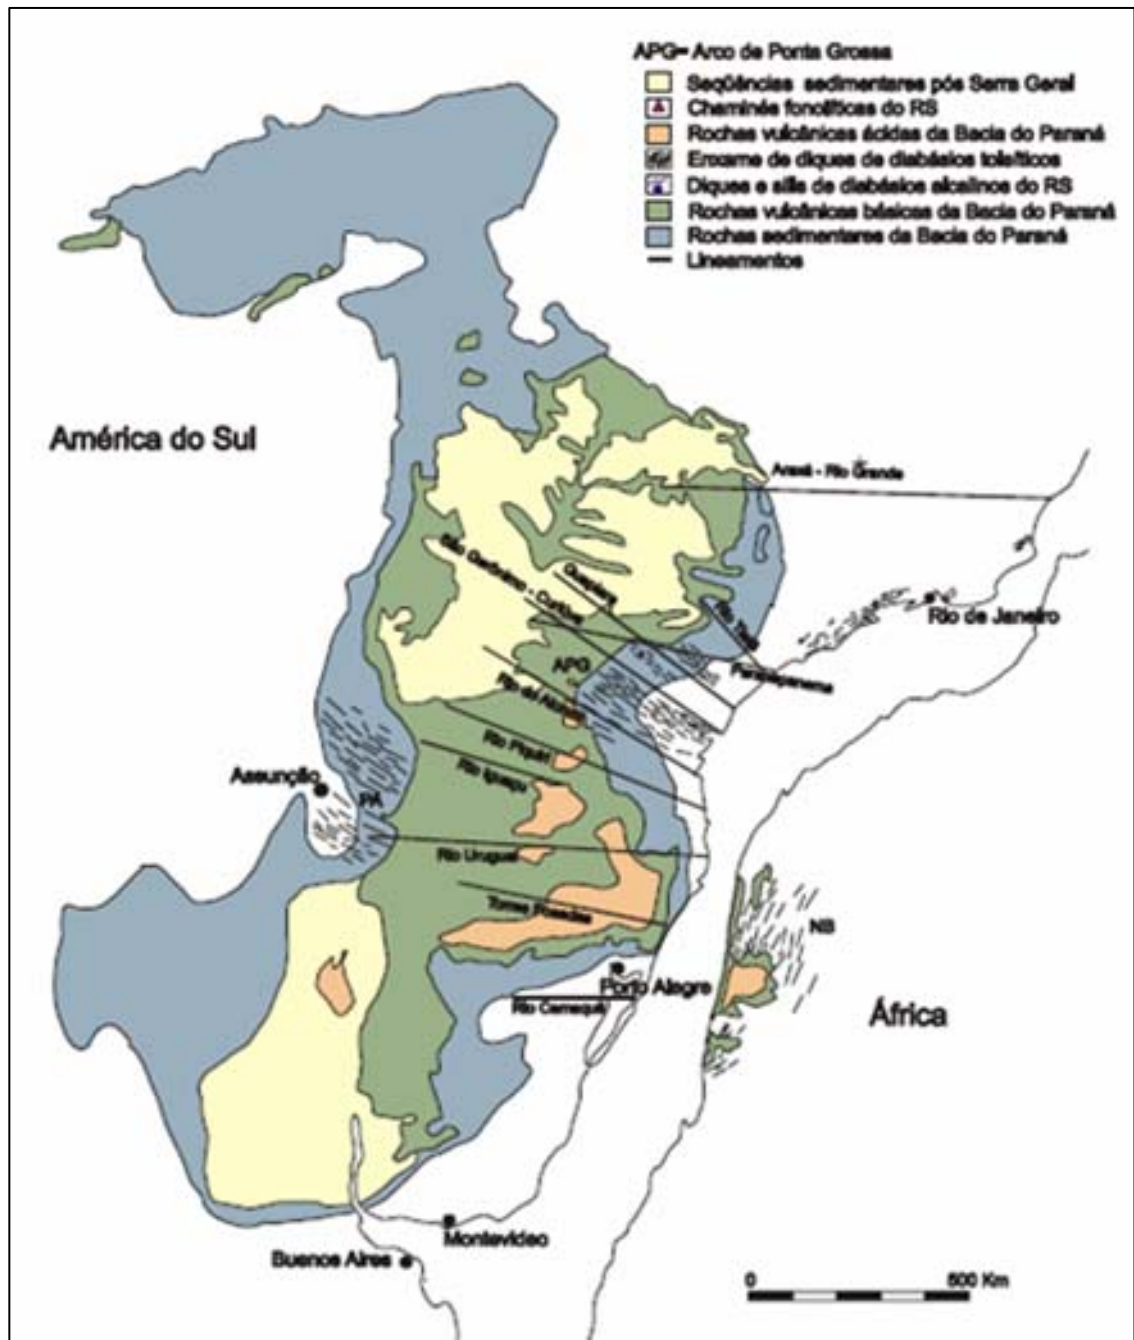 APG= Arco de Ponta Grossa
Seqüências sedimentares pós Serra Geral
Chaminés fonolíticas do RS
Rochas vulcânicas ácidas da Bacia do Paraná
Enxame de diques de diabásios toleíticos
Diques e sills de diabásios alcalinos do RS
Rochas vulcânicas básicas da Bacia do Paraná
Rochas sedimentares da Bacia do Paraná
Lineamentos
América do Sul
Araxá - Rio Grande
São Gerônimo - Curitiba
Guapiara
Rio Tietê
Rio de Janeiro
APG
Paranapanema
Rio do
Rio Piquiri
Rio Iguaçu
Assunção
PA
Rio Uruguai
Torres Posadas
NB
Porto Alegre
Rio Camaquã
África
Montevideo
Buenos Aires
0 500 Km